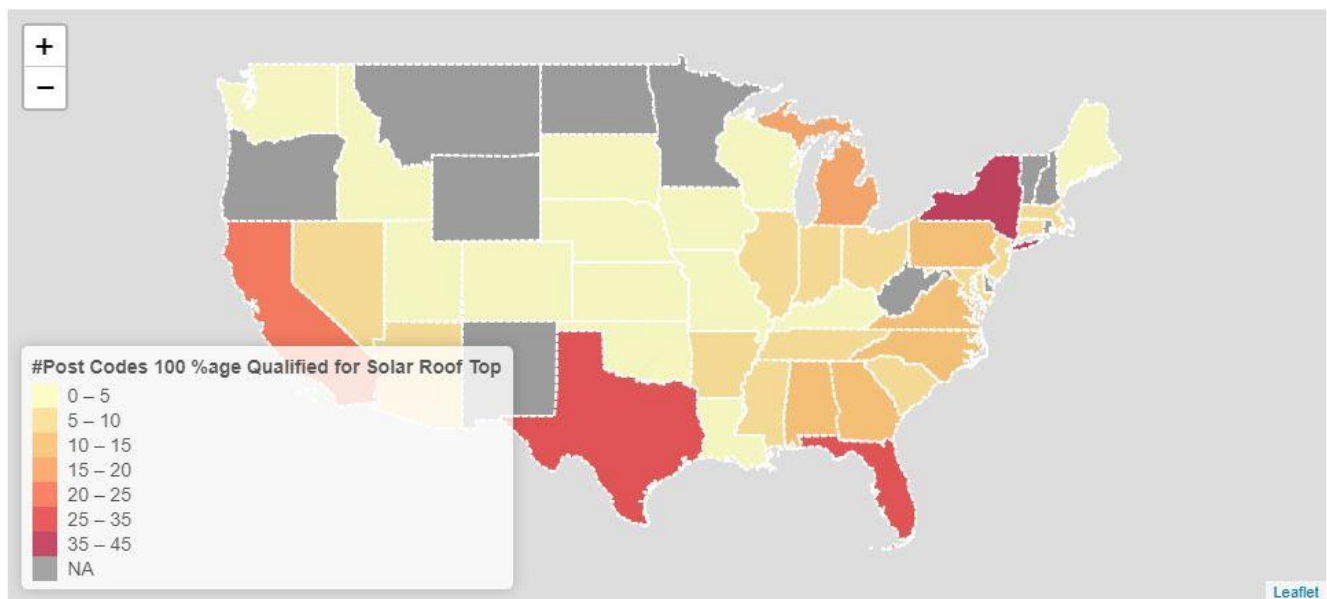 +
−
#Post Codes 100 %age Qualified for Solar Roof Top
0 – 5
5 – 10
10 – 15
15 – 20
20 – 25
25 – 35
35 – 45
NA
Leaflet